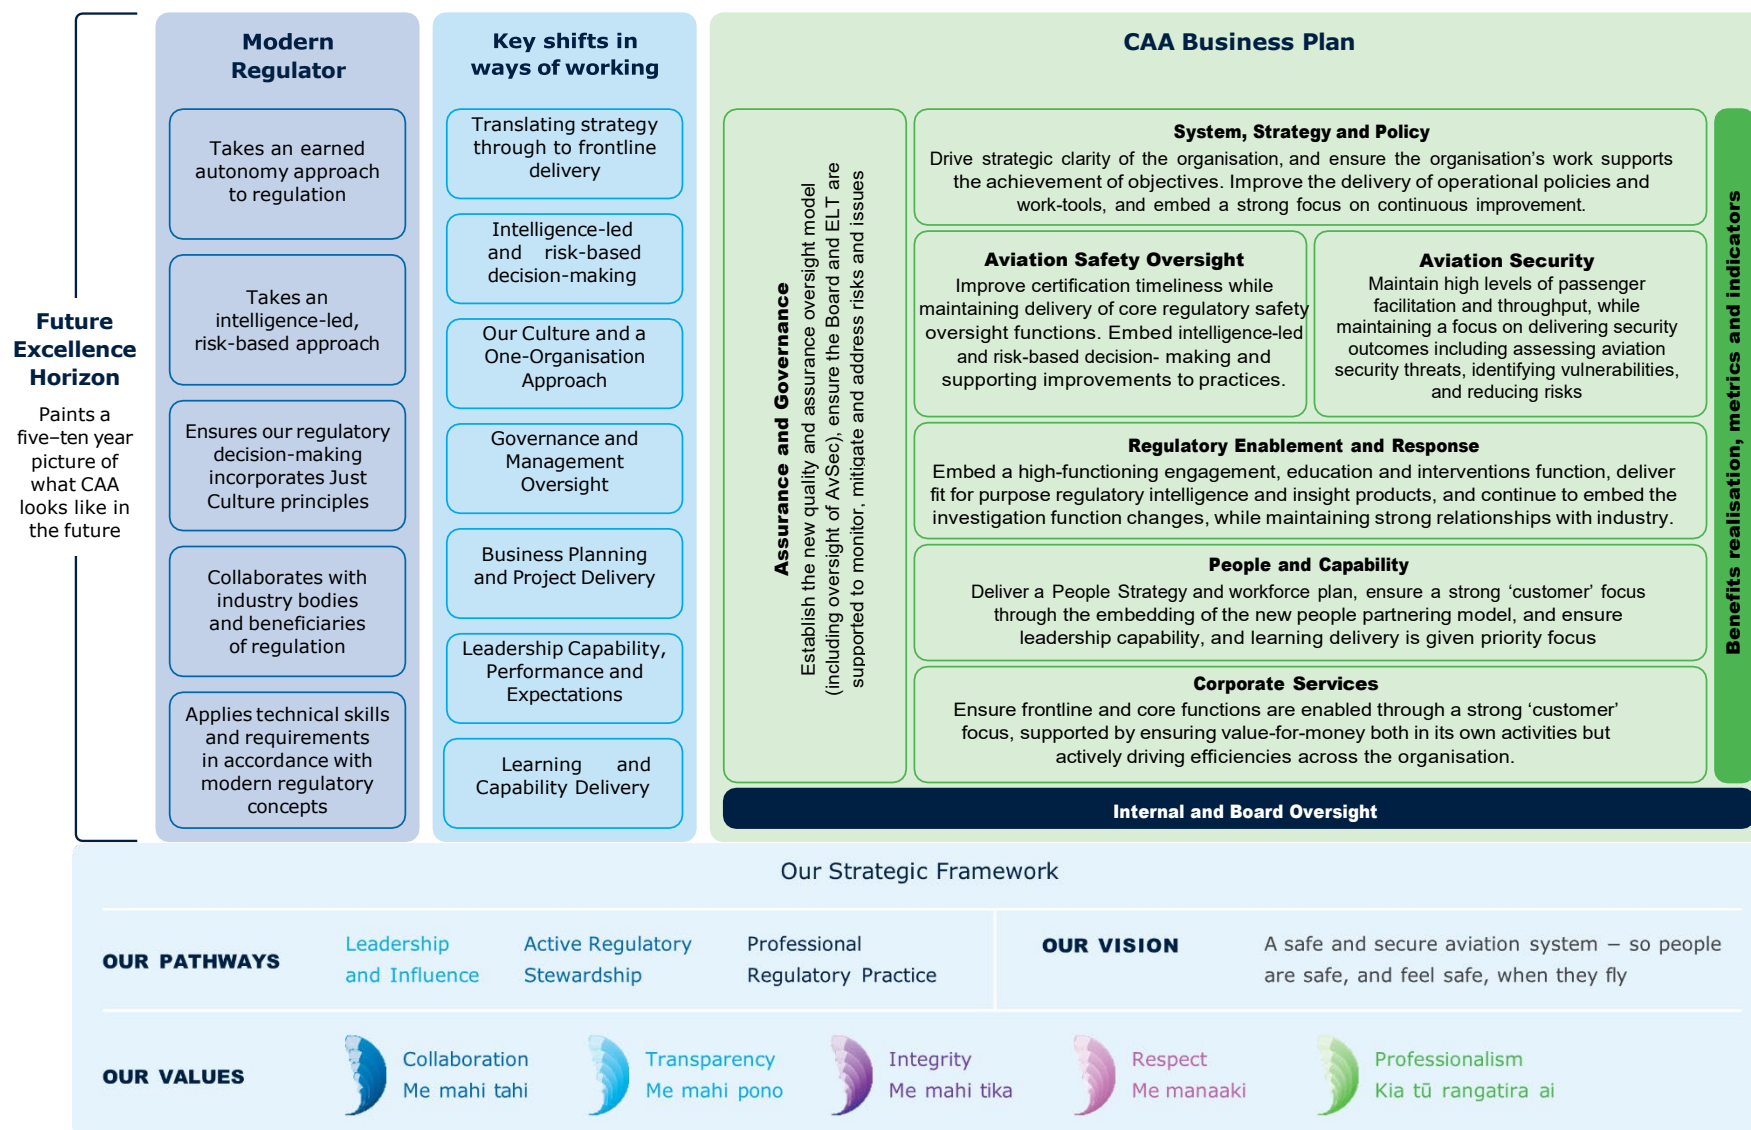 Future
Excellence
Horizon
Paints a
five–ten year
picture of
what CAA
looks like in
the future
Modern
Regulator
Takes an earned
autonomy approach
to regulation
Takes an
intelligence-led,
risk-based approach
Ensures our regulatory
decision-making
incorporates Just
Culture principles
Collaborates with
industry bodies
and beneficiaries
of regulation
Applies technical skills
and requirements
in accordance with
modern regulatory
concepts
Key shifts in
ways of working
Translating strategy
through to frontline
delivery
Intelligence-led
and risk-based
decision-making
Our Culture and a
One-Organisation
Approach
Governance and
Management
Oversight
Business Planning
and Project Delivery
Leadership Capability,
Performance and
Expectations
Learning and
Capability Delivery
CAA Business Plan
Assurance and Governance
Establish the new quality and assurance oversight model
(including oversight of AvSec), ensure the Board and ELT are
supported to monitor, mitigate and address risks and issues
System, Strategy and Policy
Drive strategic clarity of the organisation, and ensure the organisation’s work supports
the achievement of objectives. Improve the delivery of operational policies and
work-tools, and embed a strong focus on continuous improvement.
Aviation Safety Oversight
Improve certification timeliness while
maintaining delivery of core regulatory safety
oversight functions. Embed intelligence-led
and risk-based decision- making and
supporting improvements to practices.
Aviation Security
Maintain high levels of passenger
facilitation and throughput, while
maintaining a focus on delivering security
outcomes including assessing aviation
security threats, identifying vulnerabilities,
and reducing risks
Regulatory Enablement and Response
Embed a high-functioning engagement, education and interventions function, deliver
fit for purpose regulatory intelligence and insight products, and continue to embed the
investigation function changes, while maintaining strong relationships with industry.
People and Capability
Deliver a People Strategy and workforce plan, ensure a strong ‘customer’ focus
through the embedding of the new people partnering model, and ensure
leadership capability, and learning delivery is given priority focus
Corporate Services
Ensure frontline and core functions are enabled through a strong ‘customer’
focus, supported by ensuring value-for-money both in its own activities but
actively driving efficiencies across the organisation.
Benefits realisation, metrics and indicators
Internal and Board Oversight
Our Strategic Framework
OUR PATHWAYS
Leadership
and Influence
Active Regulatory
Stewardship
Professional
Regulatory Practice
OUR VISION
A safe and secure aviation system – so people
are safe, and feel safe, when they fly
OUR VALUES
Collaboration
Me mahi tahi
Transparency
Me mahi pono
Integrity
Me mahi tika
Respect
Me manaaki
Professionalism
Kia tū rangatira ai